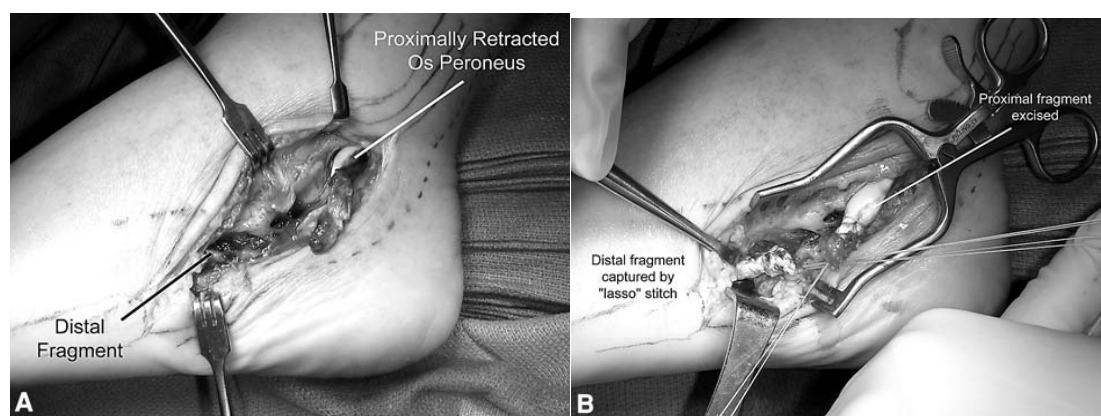 Proximally Retracted
Os Peroneus
Distal
Fragment
A
Proximal fragment
excised
Distal fragment
captured by
"lasso" stitch
B